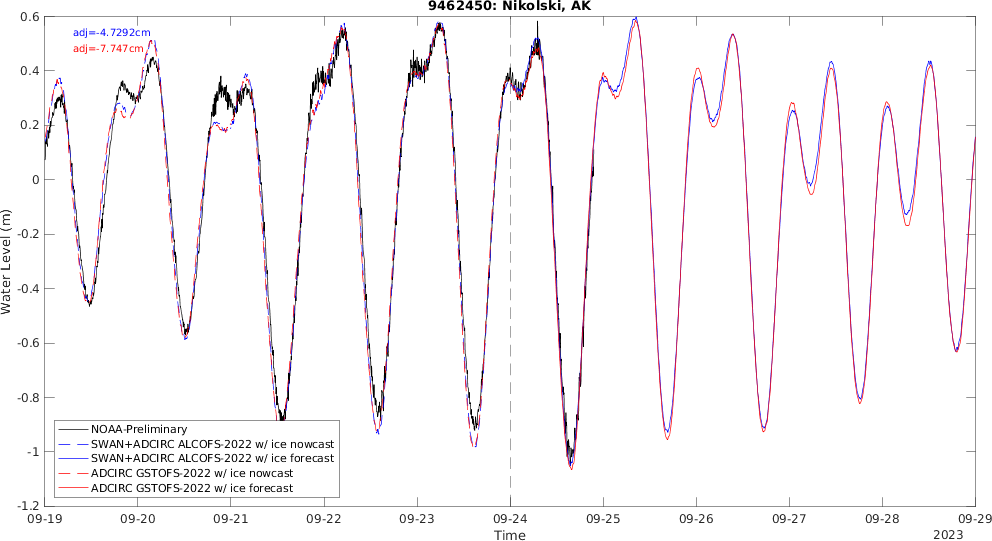 9462450: Nikolski, AK
adj=-4.7292cm
adj=-7.747cm
Water Level (m)
0.6
0.4
0.2
0
-0.2
-0.4
-0.6
-0.8
-1
-1.2
NOAA-Preliminary
SWAN+ADCIRC ALCOFS-2022 w/ ice nowcast
SWAN+ADCIRC ALCOFS-2022 w/ ice forecast
ADCIRC GSTOFS-2022 w/ ice nowcast
ADCIRC GSTOFS-2022 w/ ice forecast
09-19 09-20 09-21 09-22 09-23 09-24 09-25 09-26 09-27 09-28 09-29
Time
2023